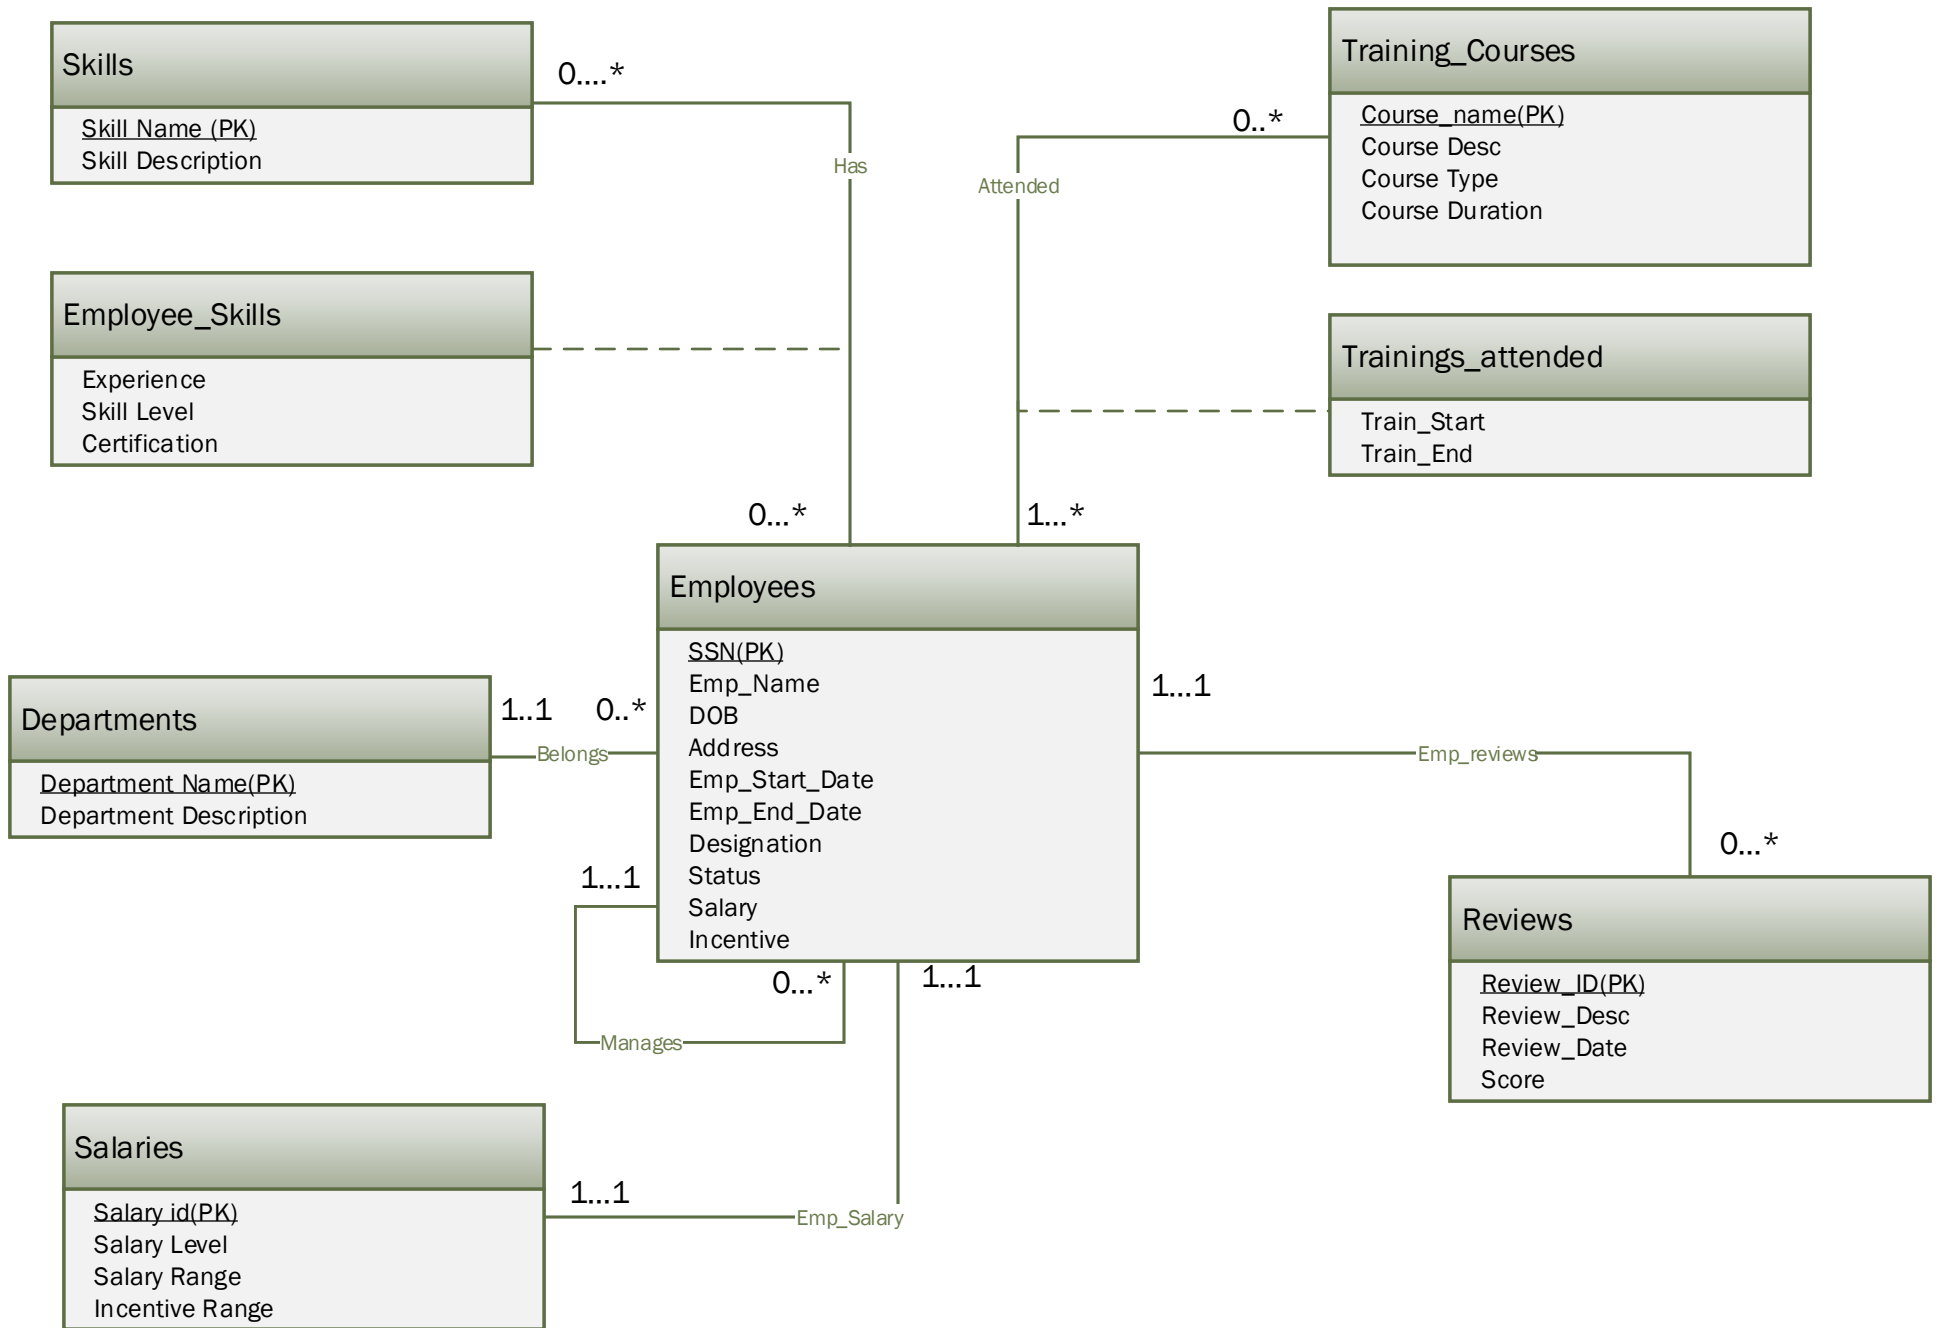 Skills
Skill Name (PK)
Skill Description
0....*
Has
Training_Courses
Course_name(PK)
Course Desc
Course Type
Course Duration
0..*
Attended
Employee_Skills
Experience
Skill Level
Certification
Trainings_attended
Train_Start
Train_End
0...*
1...*
Employees
SSN(PK)
Emp_Name
DOB
Address
Emp_Start_Date
Emp_End_Date
Designation
Status
Salary
Incentive
Departments
Department Name(PK)
Department Description
1..1
0..*
Belongs
1...1
Emp_reviews
0...*
Reviews
Review_ID(PK)
Review_Desc
Review_Date
Score
1...1
0...*
Manages
1...1
Salaries
Salary id(PK)
Salary Level
Salary Range
Incentive Range
1...1
Emp_Salary